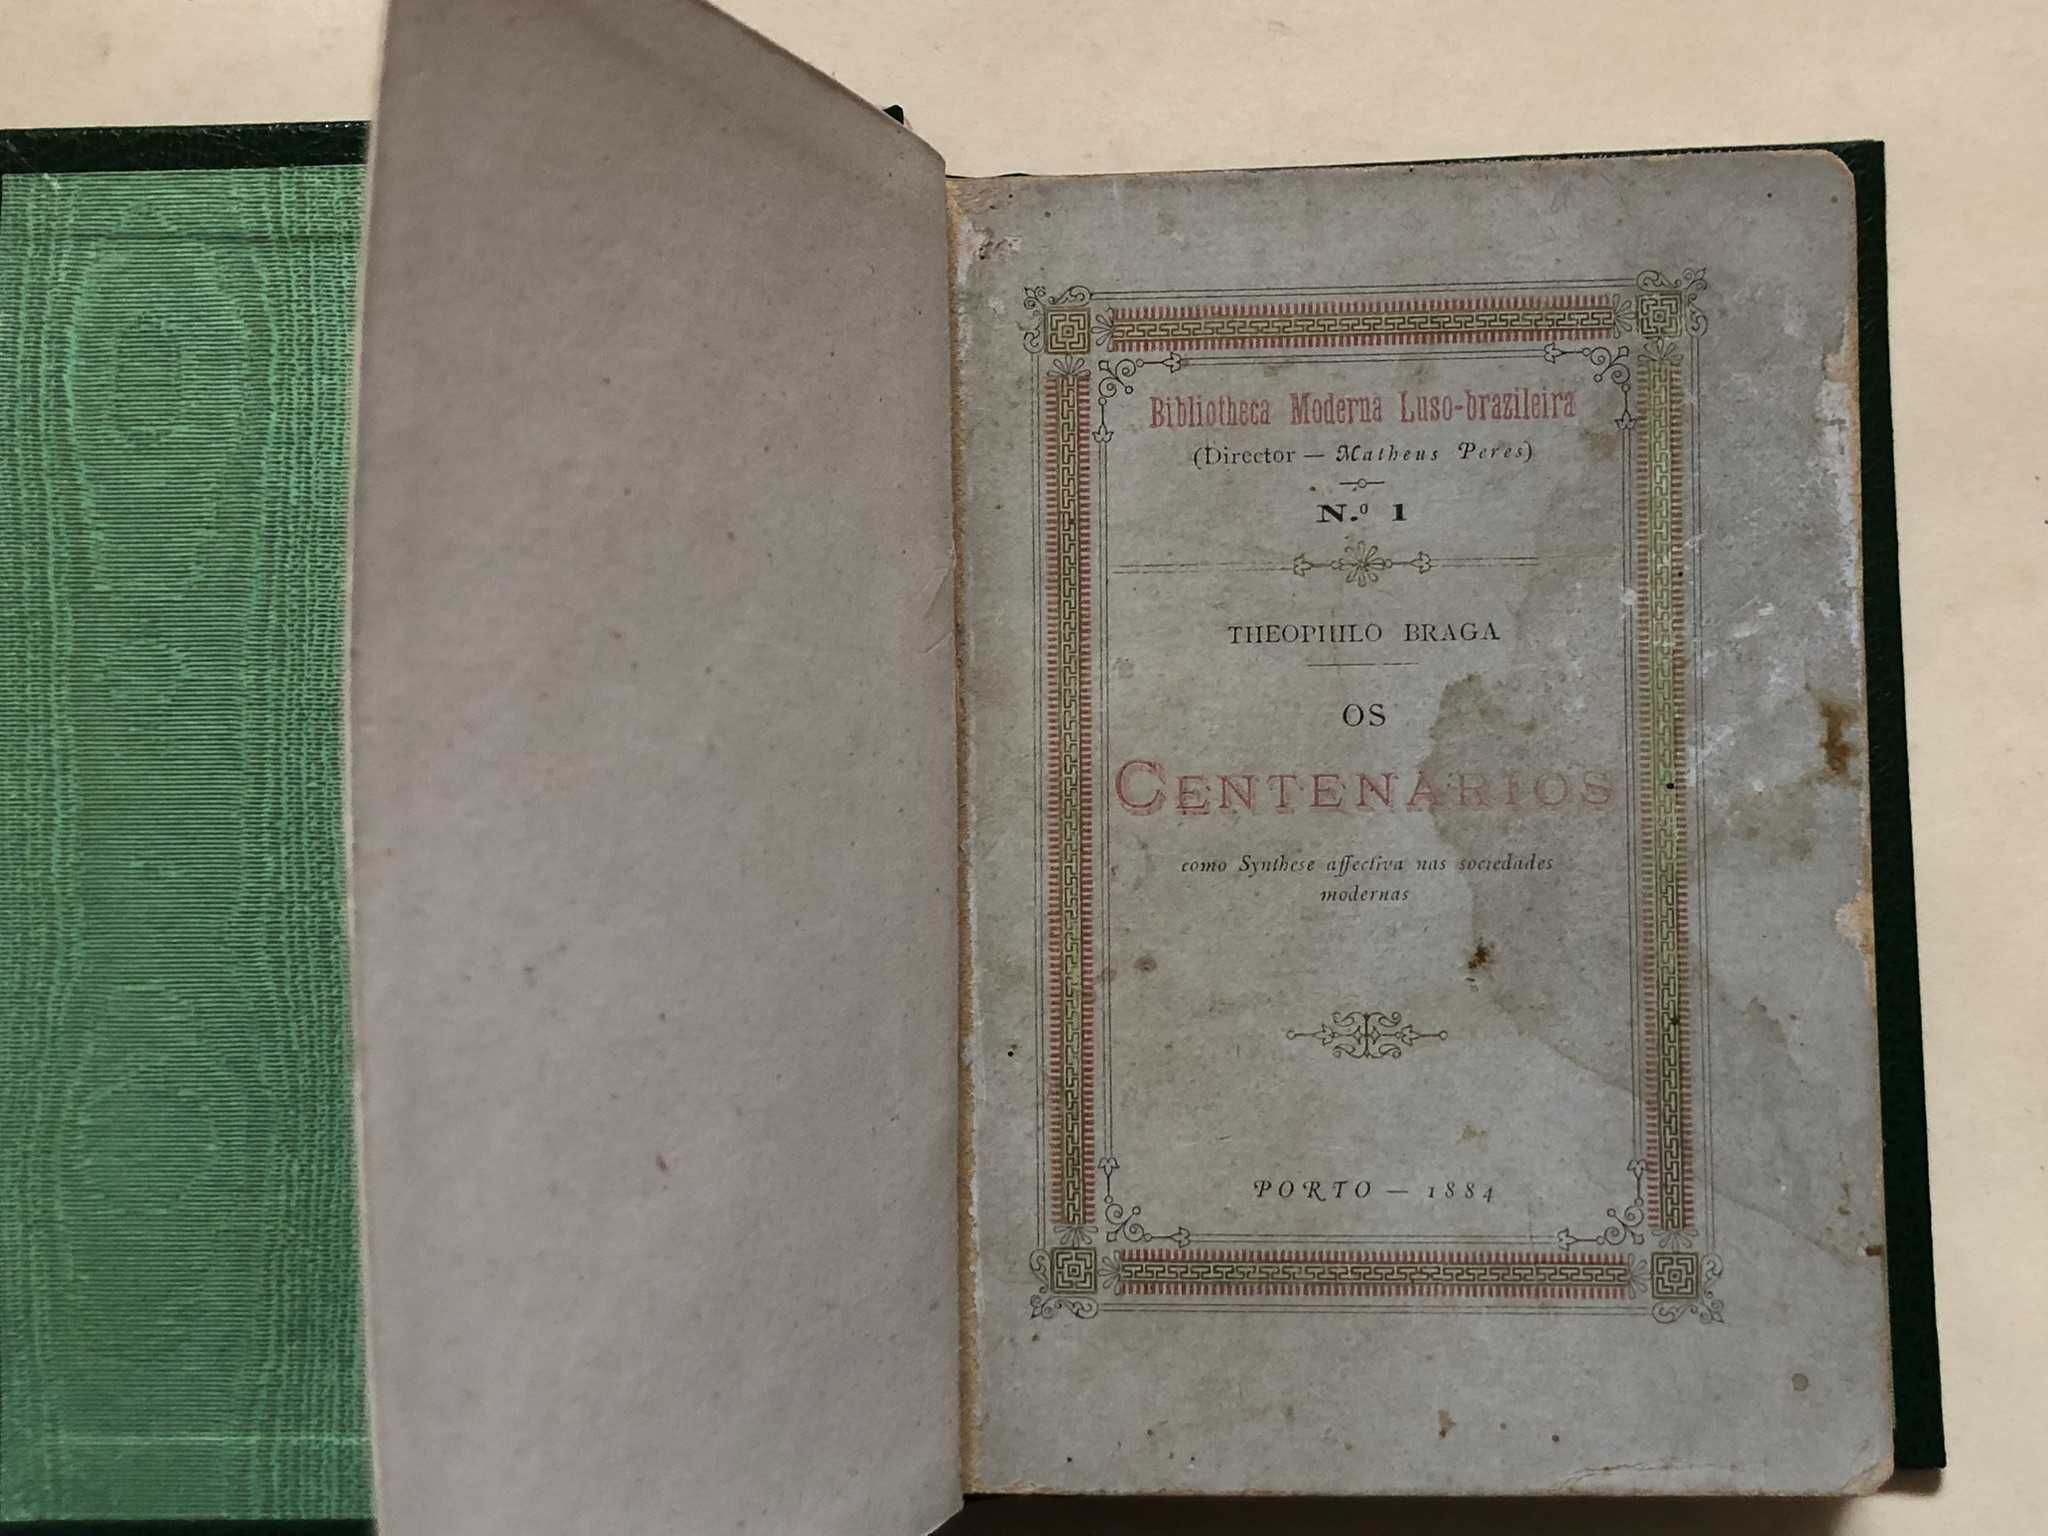 Bibliotheca Moderna Luso-brazileira
(Director — Matheus Peres)
N.º 1
THEOPHILO BRAGA
OS
CENTENARIOS
como Synthese affectiva nas sociedades
modernas
PORTO — 1884